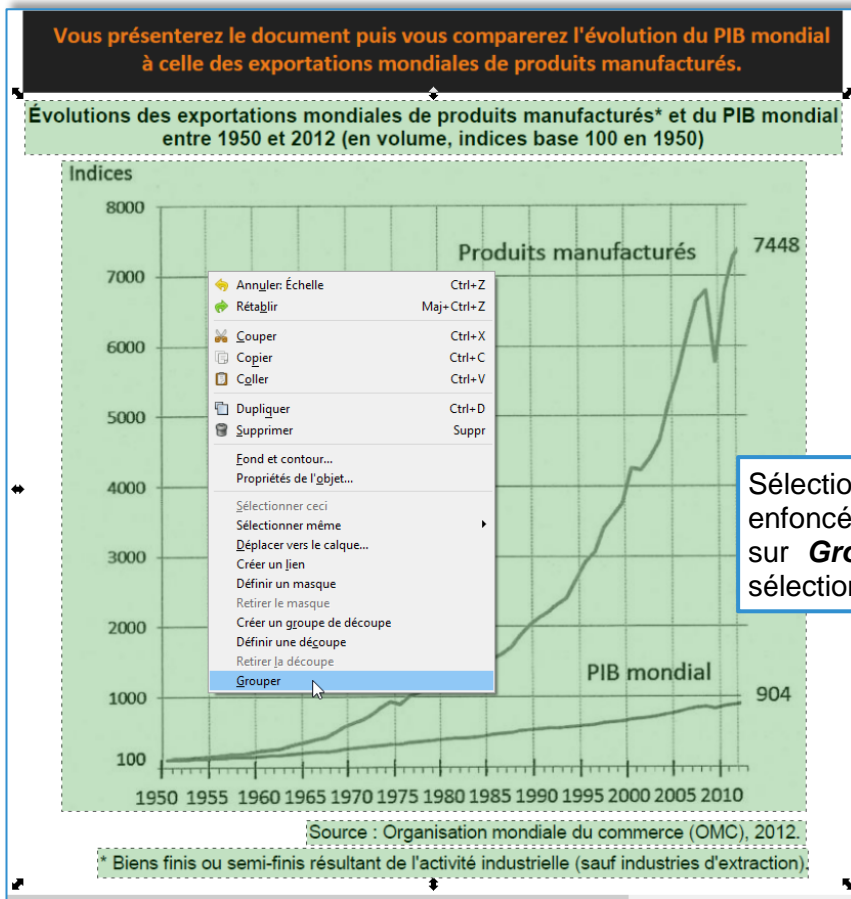 Vous présenterez le document puis vous comparerez l'évolution du PIB mondial
à celle des exportations mondiales de produits manufacturés.
Évolutions des exportations mondiales de produits manufacturés* et du PIB mondial
entre 1950 et 2012 (en volume, indices base 100 en 1950)
Indices
8000
7000
6000
5000
4000
3000
2000
1000
100
Produits manufacturés
7448
PIB mondial
904
1950 1955 1960 1965 1970 1975 1980 1985 1990 1995 2000 2005 2010
Annuler: Échelle Ctrl+Z
Rétablir Maj+Ctrl+Z
Couper Ctrl+X
Copier Ctrl+C
Coller Ctrl+V
Dupliquer Ctrl+D
Supprimer Suppr
Fond et contour...
Propriétés de l'objet...
Sélectionner ceci
Sélectionner même
Déplacer vers le calque...
Créer un lien
Définir un masque
Retirer le masque
Créer un groupe de découpe
Définir une découpe
Retirer la découpe
Grouper
Sélectio
enfoncé
sur Gro
sélection
Source : Organisation mondiale du commerce (OMC), 2012.
* Biens finis ou semi-finis résultant de l'activité industrielle (sauf industries d'extraction).